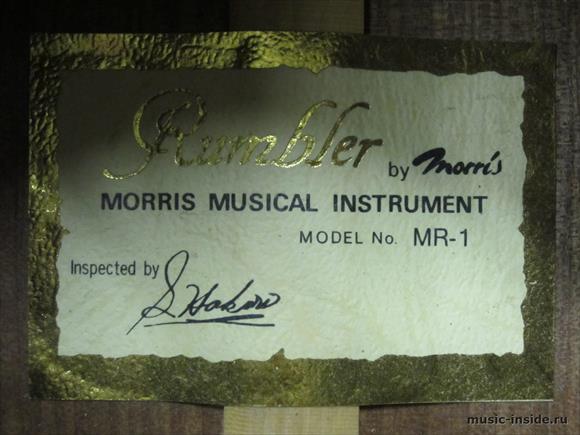 Rumbler by Morris
MORRIS MUSICAL INSTRUMENT
MODEL No. MR-1
Inspected by
music-inside.ru